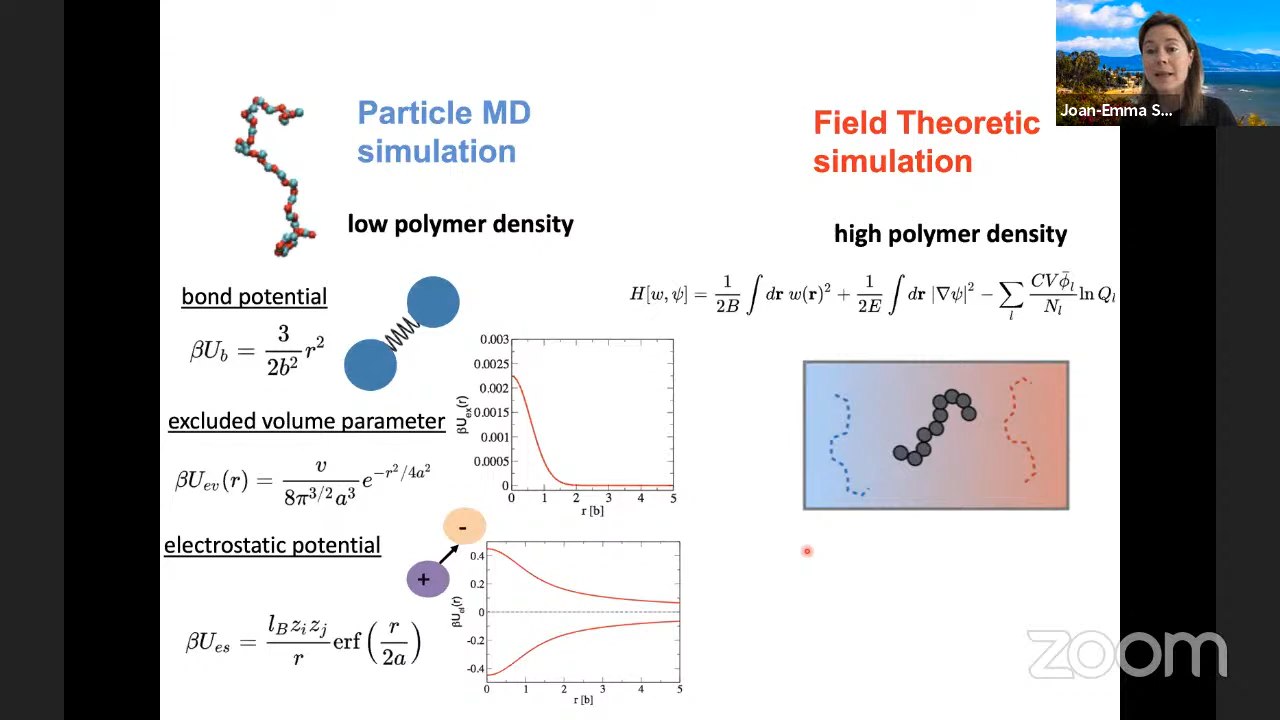 Joan-Emma S...
Particle MD
simulation
low polymer density
bond potential
βU_b = 3/2b² r²
excluded volume parameter
βU_ev(r) = v/8π^{3/2}a³ e^{−r²/4a²}
electrostatic potential
+
-
βU_es = l_B z_i z_j/r erf(r/2a)
0.003
0.0025
0.002
0.0015
0.001
0.0005
0
βU_ex(r)
0 1 2 3 4 5
r [b]
0.4
0.2
0
-0.2
-0.4
βU_el(r)
0 1 2 3 4 5
r [b]
Field Theoretic
simulation
high polymer density
H[w, ψ] = 1/2B ∫ dr w(r)² + 1/2E ∫ dr |∇ψ|² − ∑_l CVφ̄_l/N_l ln Q_l
zoom